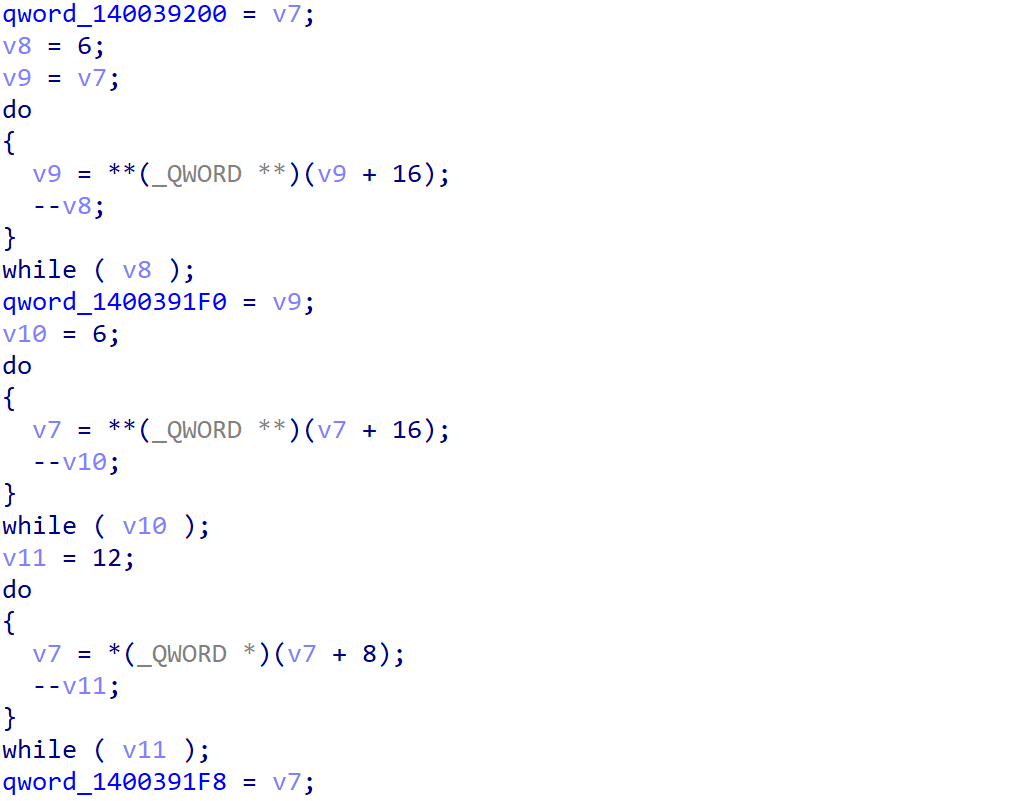 qword_140039200 = v7;
v8 = 6;
v9 = v7;
do
{
  v9 = **(_QWORD **)(v9 + 16);
  --v8;
}
while ( v8 );
qword_1400391F0 = v9;
v10 = 6;
do
{
  v7 = **(_QWORD **)(v7 + 16);
  --v10;
}
while ( v10 );
v11 = 12;
do
{
  v7 = *(_QWORD *)(v7 + 8);
  --v11;
}
while ( v11 );
qword_1400391F8 = v7;